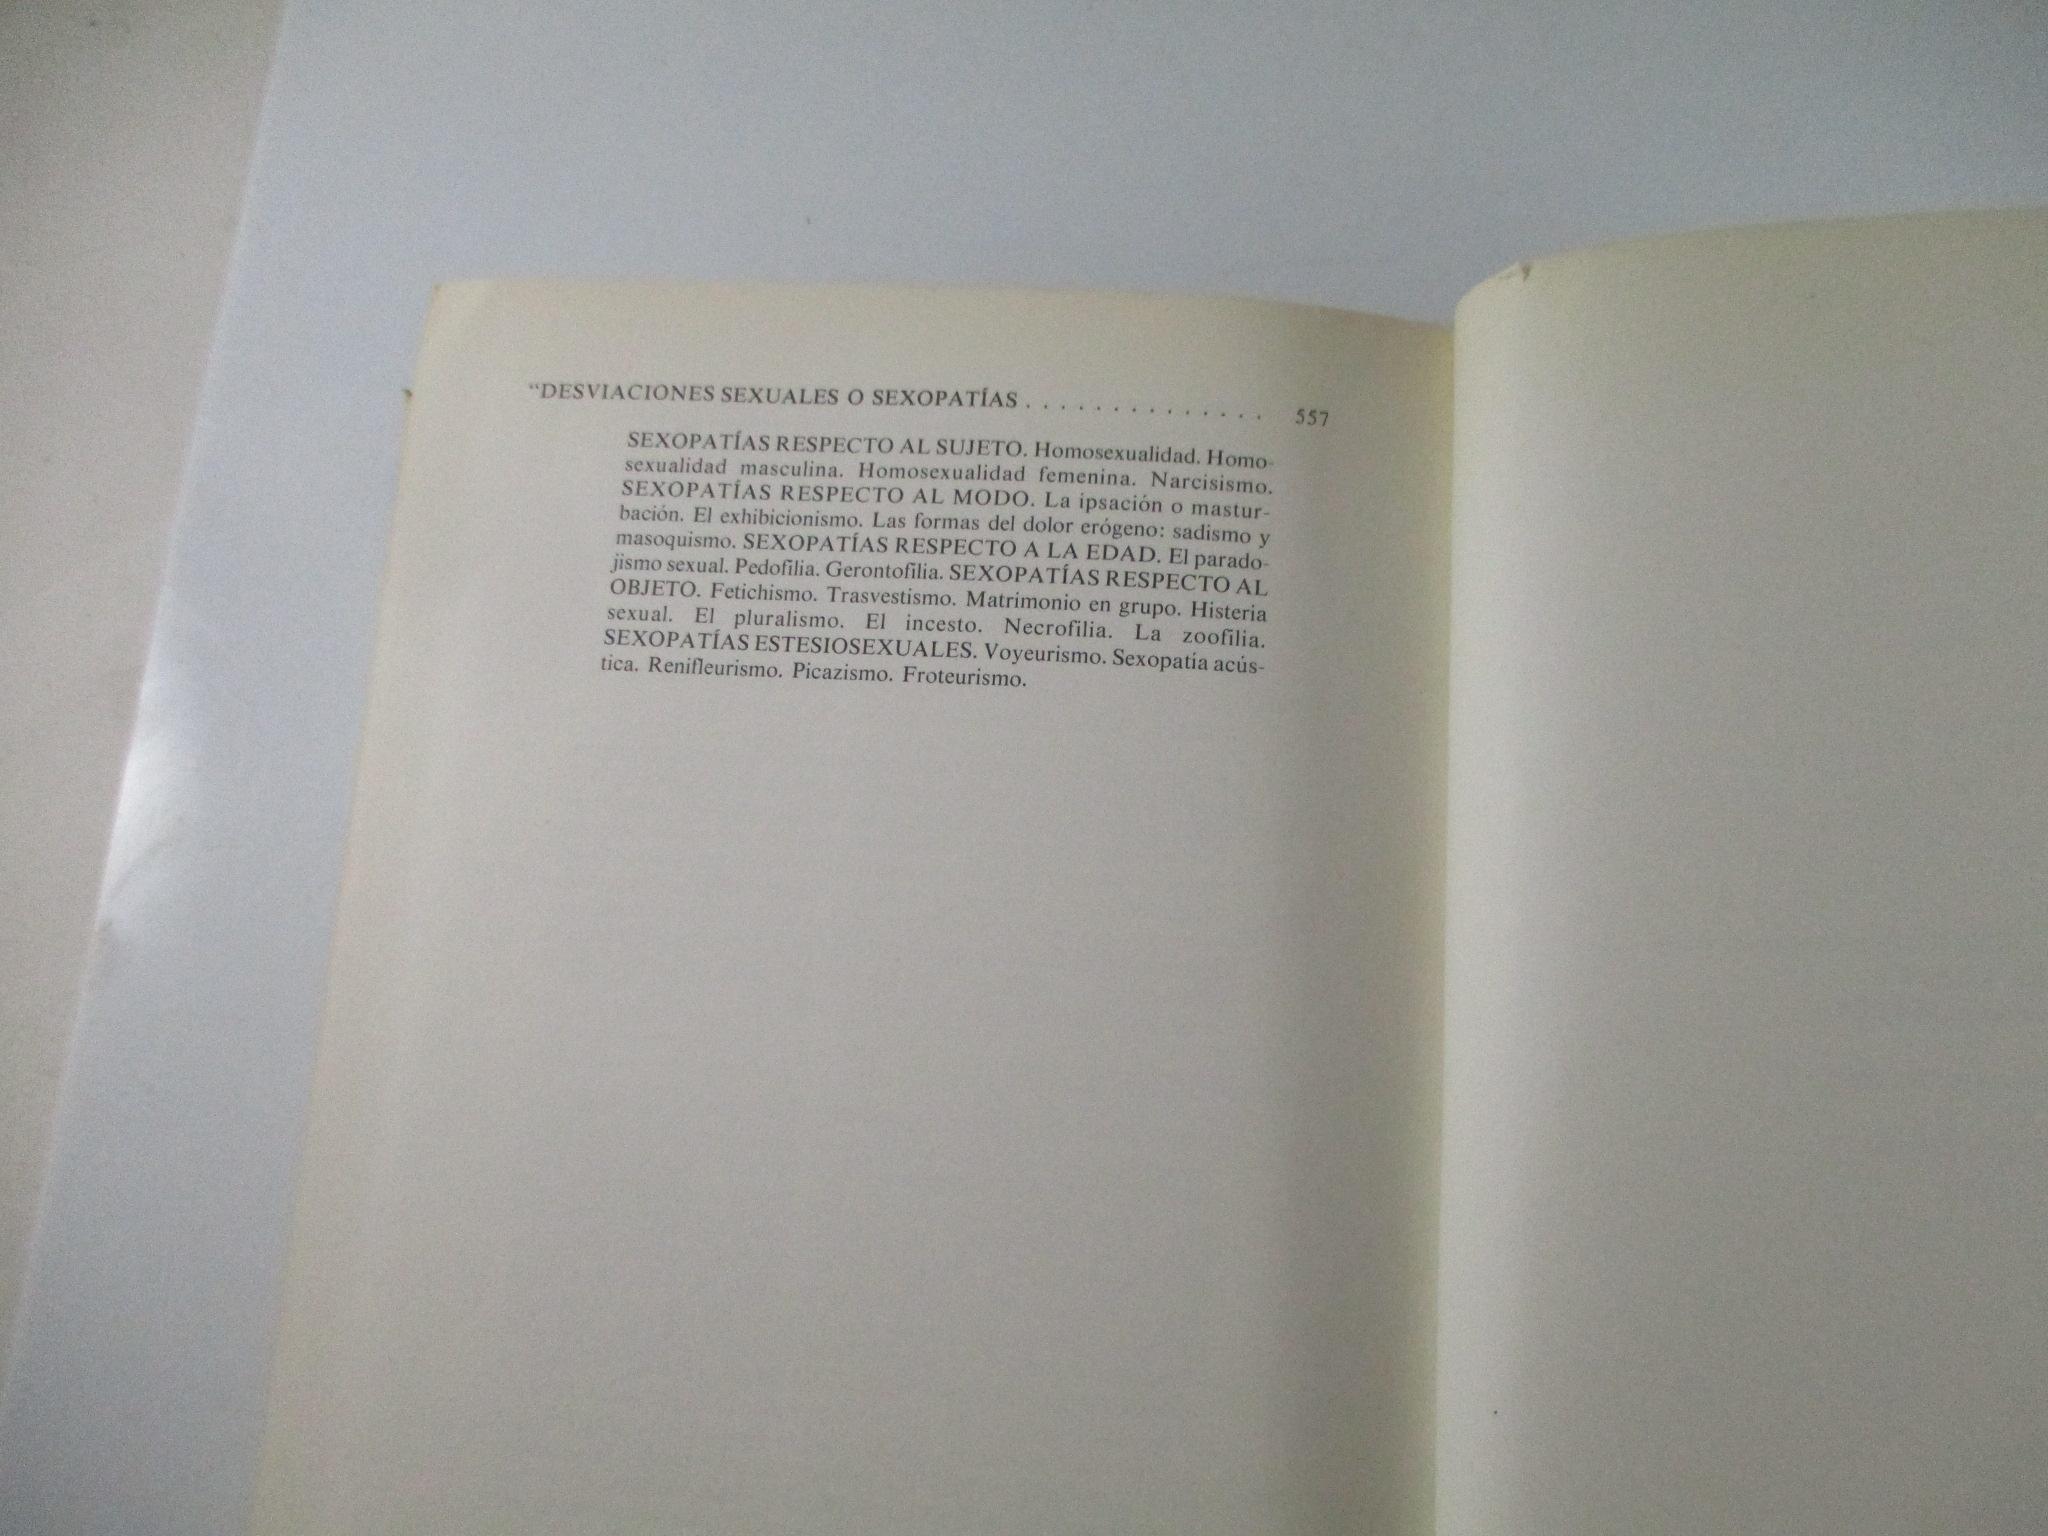 “DESVIACIONES SEXUALES O SEXOPATÍAS . . . . . . . . . . . . . . . 557
SEXOPATÍAS RESPECTO AL SUJETO. Homosexualidad. Homo-
sexualidad masculina. Homosexualidad femenina. Narcisismo.
SEXOPATÍAS RESPECTO AL MODO. La ipsación o mastur-
bación. El exhibicionismo. Las formas del dolor erógeno: sadismo y
masoquismo. SEXOPATÍAS RESPECTO A LA EDAD. El parado-
jismo sexual. Pedofilia. Gerontofilia. SEXOPATÍAS RESPECTO AL
OBJETO. Fetichismo. Trasvestismo. Matrimonio en grupo. Histeria
sexual. El pluralismo. El incesto. Necrofilia. La zoofilia.
SEXOPATÍAS ESTESIOSEXUALES. Voyeurismo. Sexopatía acús-
tica. Renifleurismo. Picazismo. Froteurismo.